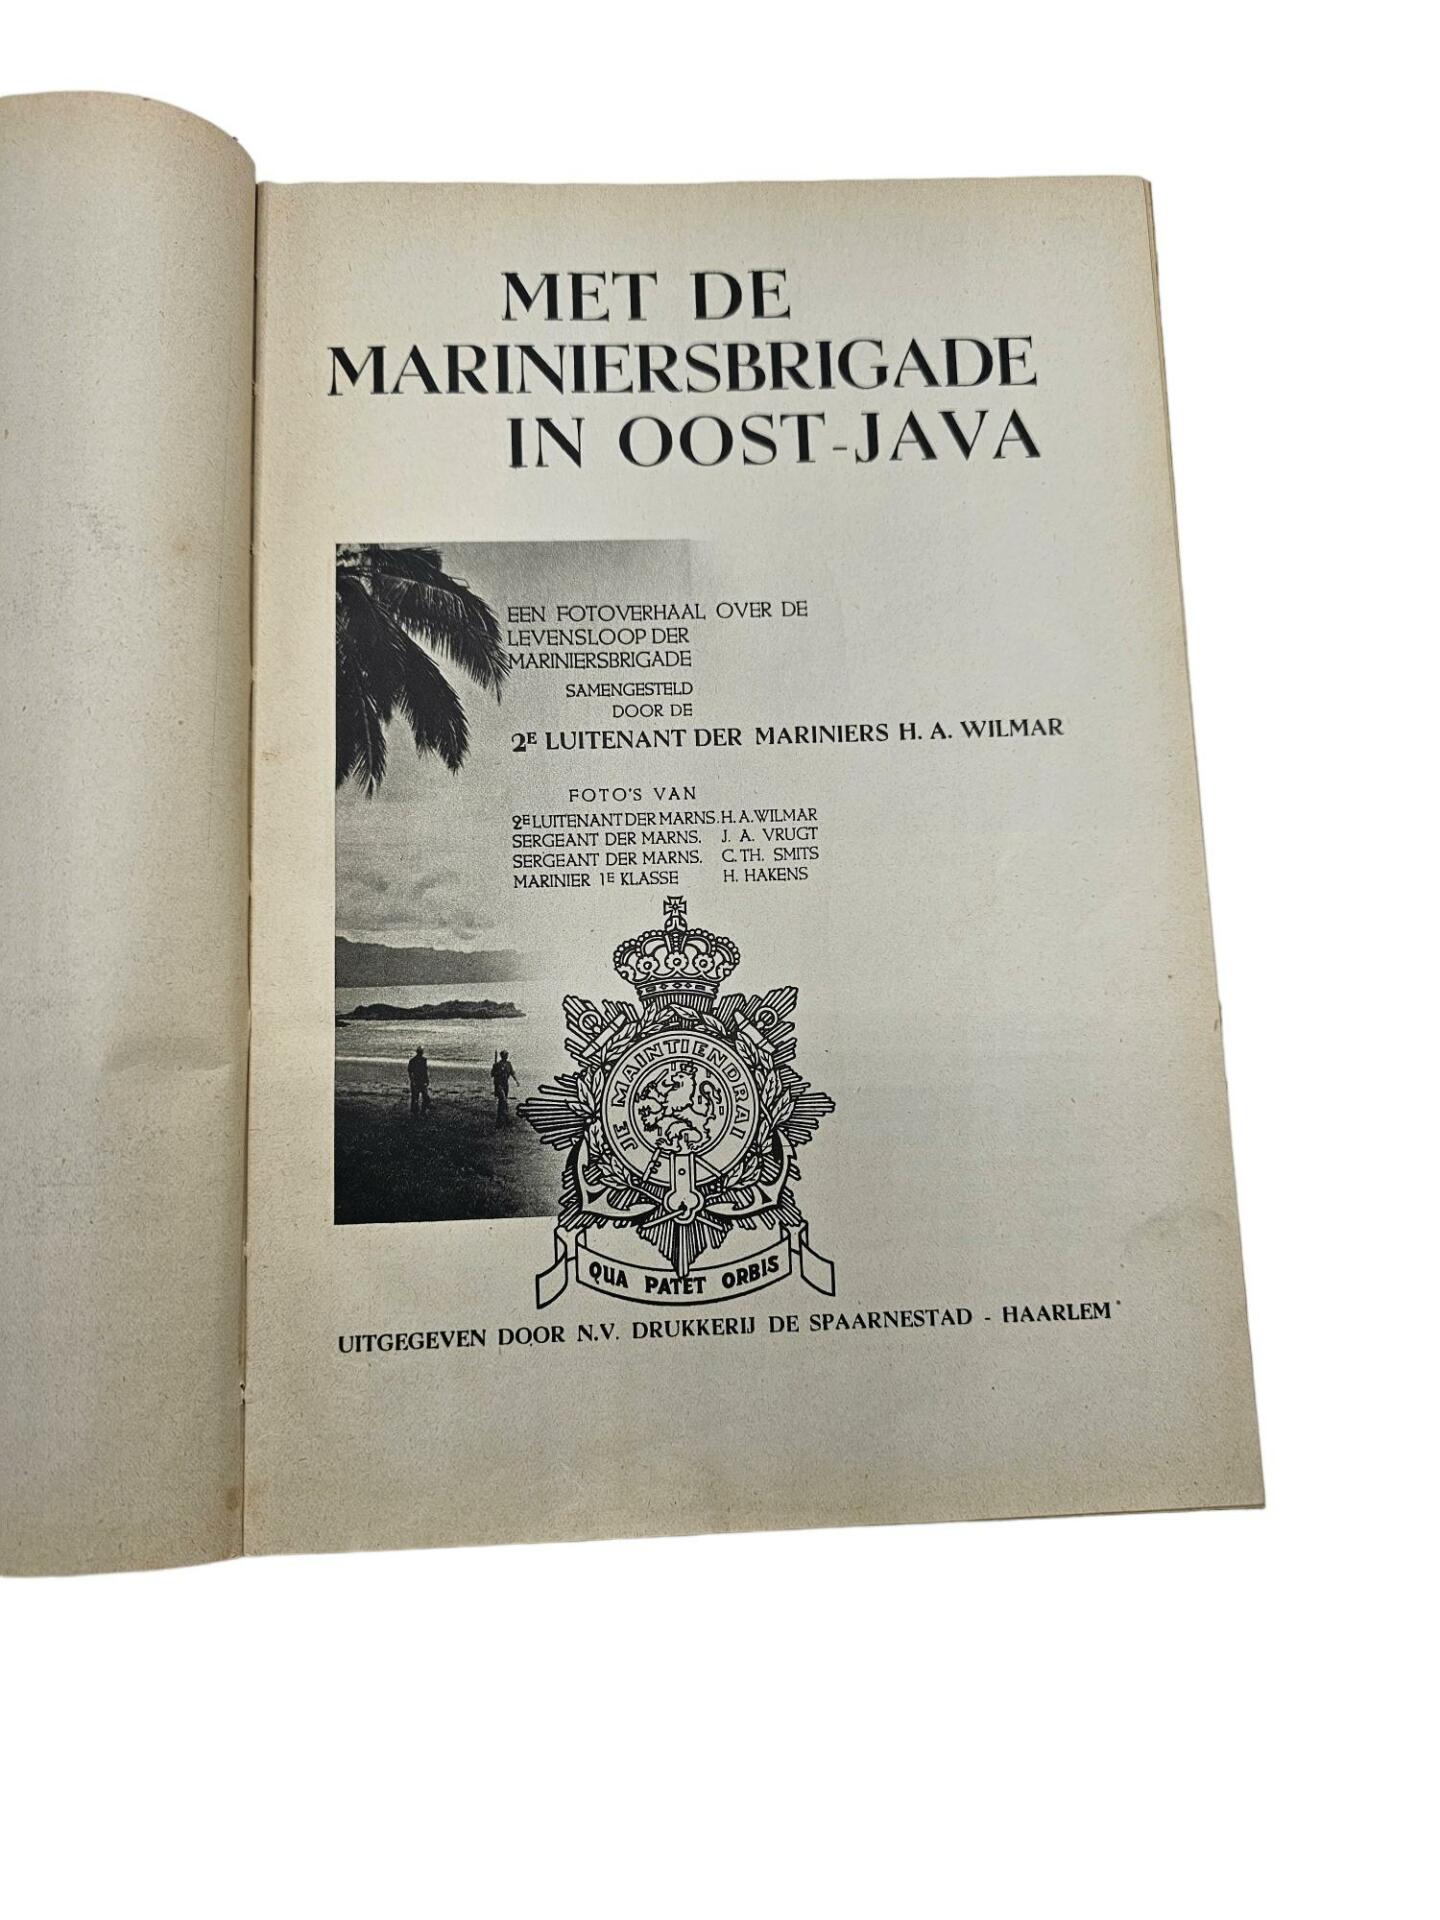 MET DE
MARINIERSBRIGADE
IN OOST-JAVA
EEN FOTOVERHAAL OVER DE
LEVENSLOOP DER
MARINIERSBRIGADE
SAMENGESTELD
DOOR DE
2E LUITENANT DER MARINIERS H. A. WILMAR
FOTO'S VAN
2E LUITENANT DER MARNS. H. A. WILMAR
SERGEANT DER MARNS. J. A. VRUGT
SERGEANT DER MARNS. C. TH. SMITS
MARINIER 1E KLASSE H. HAKENS
JE MAINTIENDRAI
QUA PATET ORBIS
UITGEGEVEN DOOR N.V. DRUKKERIJ DE SPAARNESTAD - HAARLEM